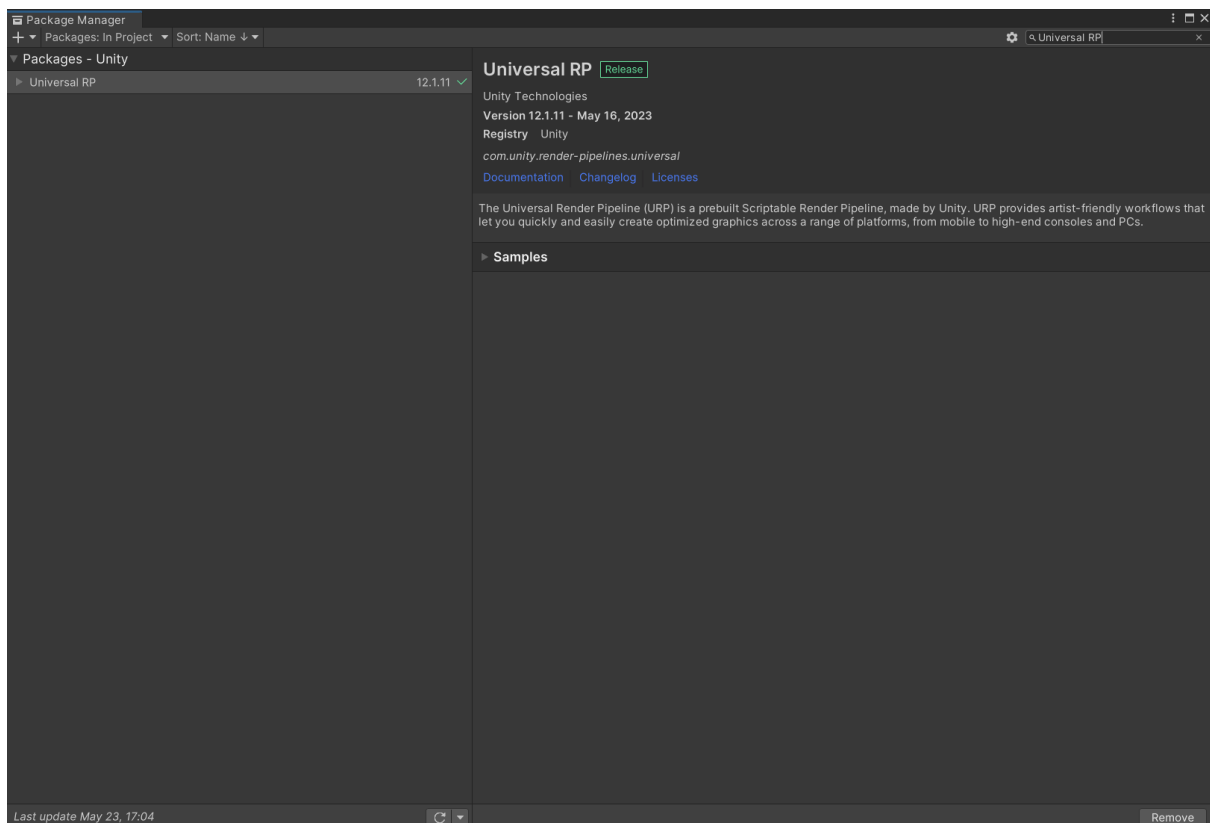 Package Manager
Packages: In Project Sort: Name ↓ Universal RP
Packages - Unity
Universal RP 12.1.11
Universal RP Release
Unity Technologies
Version 12.1.11 - May 16, 2023
Registry Unity
com.unity.render-pipelines.universal
Documentation Changelog Licenses
The Universal Render Pipeline (URP) is a prebuilt Scriptable Render Pipeline, made by Unity. URP provides artist-friendly workflows that
let you quickly and easily create optimized graphics across a range of platforms, from mobile to high-end consoles and PCs.
Samples
Last update May 23, 17:04
Remove